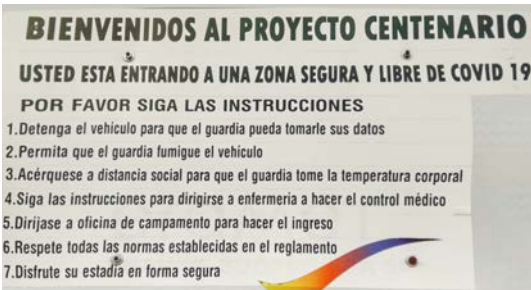 BIENVENIDOS AL PROYECTO CENTENARIO
USTED ESTA ENTRANDO A UNA ZONA SEGURA Y LIBRE DE COVID 19
POR FAVOR SIGA LAS INSTRUCCIONES
1.Detenga el vehículo para que el guardia pueda tomarle sus datos
2.Permita que el guardia fumigue el vehículo
3.Acérquese a distancia social para que el guardia tome la temperatura corporal
4.Siga las instrucciones para dirigirse a enfermeria a hacer el control médico
5.Dirijase a oficina de campamento para hacer el ingreso
6.Respete todas las normas establecidas en el reglamento
7.Disfrute su estadía en forma segura